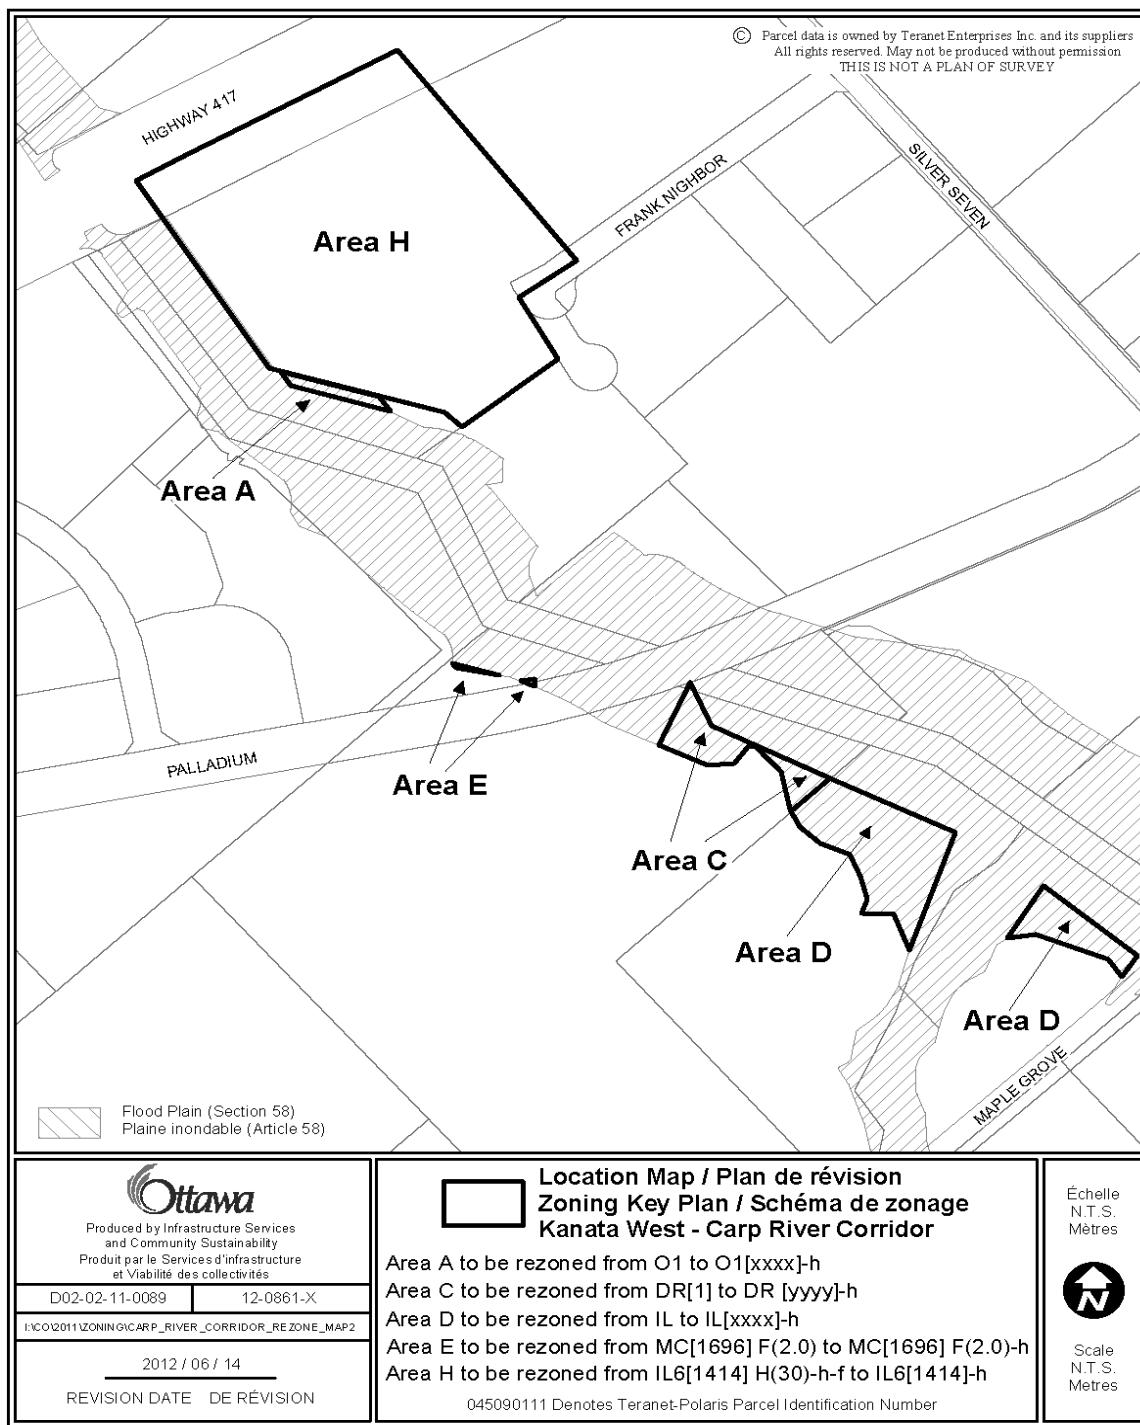 © Parcel data is owned by Teranet Enterprises Inc. and its suppliers
All rights reserved. May not be produced without permission
THIS IS NOT A PLAN OF SURVEY
HIGHWAY 417
FRANK NIGHBOR
SILVER SEVEN
Area H
Area A
PALLADIUM
Area E
Area C
Area D
Area D
MAPLE GROVE
Flood Plain (Section 58)
Plaine inondable (Article 58)
Ottawa
Produced by Infrastructure Services
and Community Sustainability
Produit par le Services d'infrastructure
et Viabilité des collectivités
D02-02-11-0089
12-0861-X
I:\CO\2011\ZONING\CARP_RIVER_CORRIDOR_REZONE_MAP2
2012 / 06 / 14
REVISION DATE DE RÉVISION
Location Map / Plan de révision
Zoning Key Plan / Schéma de zonage
Kanata West - Carp River Corridor
Area A to be rezoned from O1 to O1[xxxx]-h
Area C to be rezoned from DR[1] to DR [yyyy]-h
Area D to be rezoned from IL to IL[xxxx]-h
Area E to be rezoned from MC[1696] F(2.0) to MC[1696] F(2.0)-h
Area H to be rezoned from IL6[1414] H(30)-h-f to IL6[1414]-h
045090111 Denotes Teranet-Polaris Parcel Identification Number
Échelle
N.T.S.
Mètres
N
Scale
N.T.S.
Metres